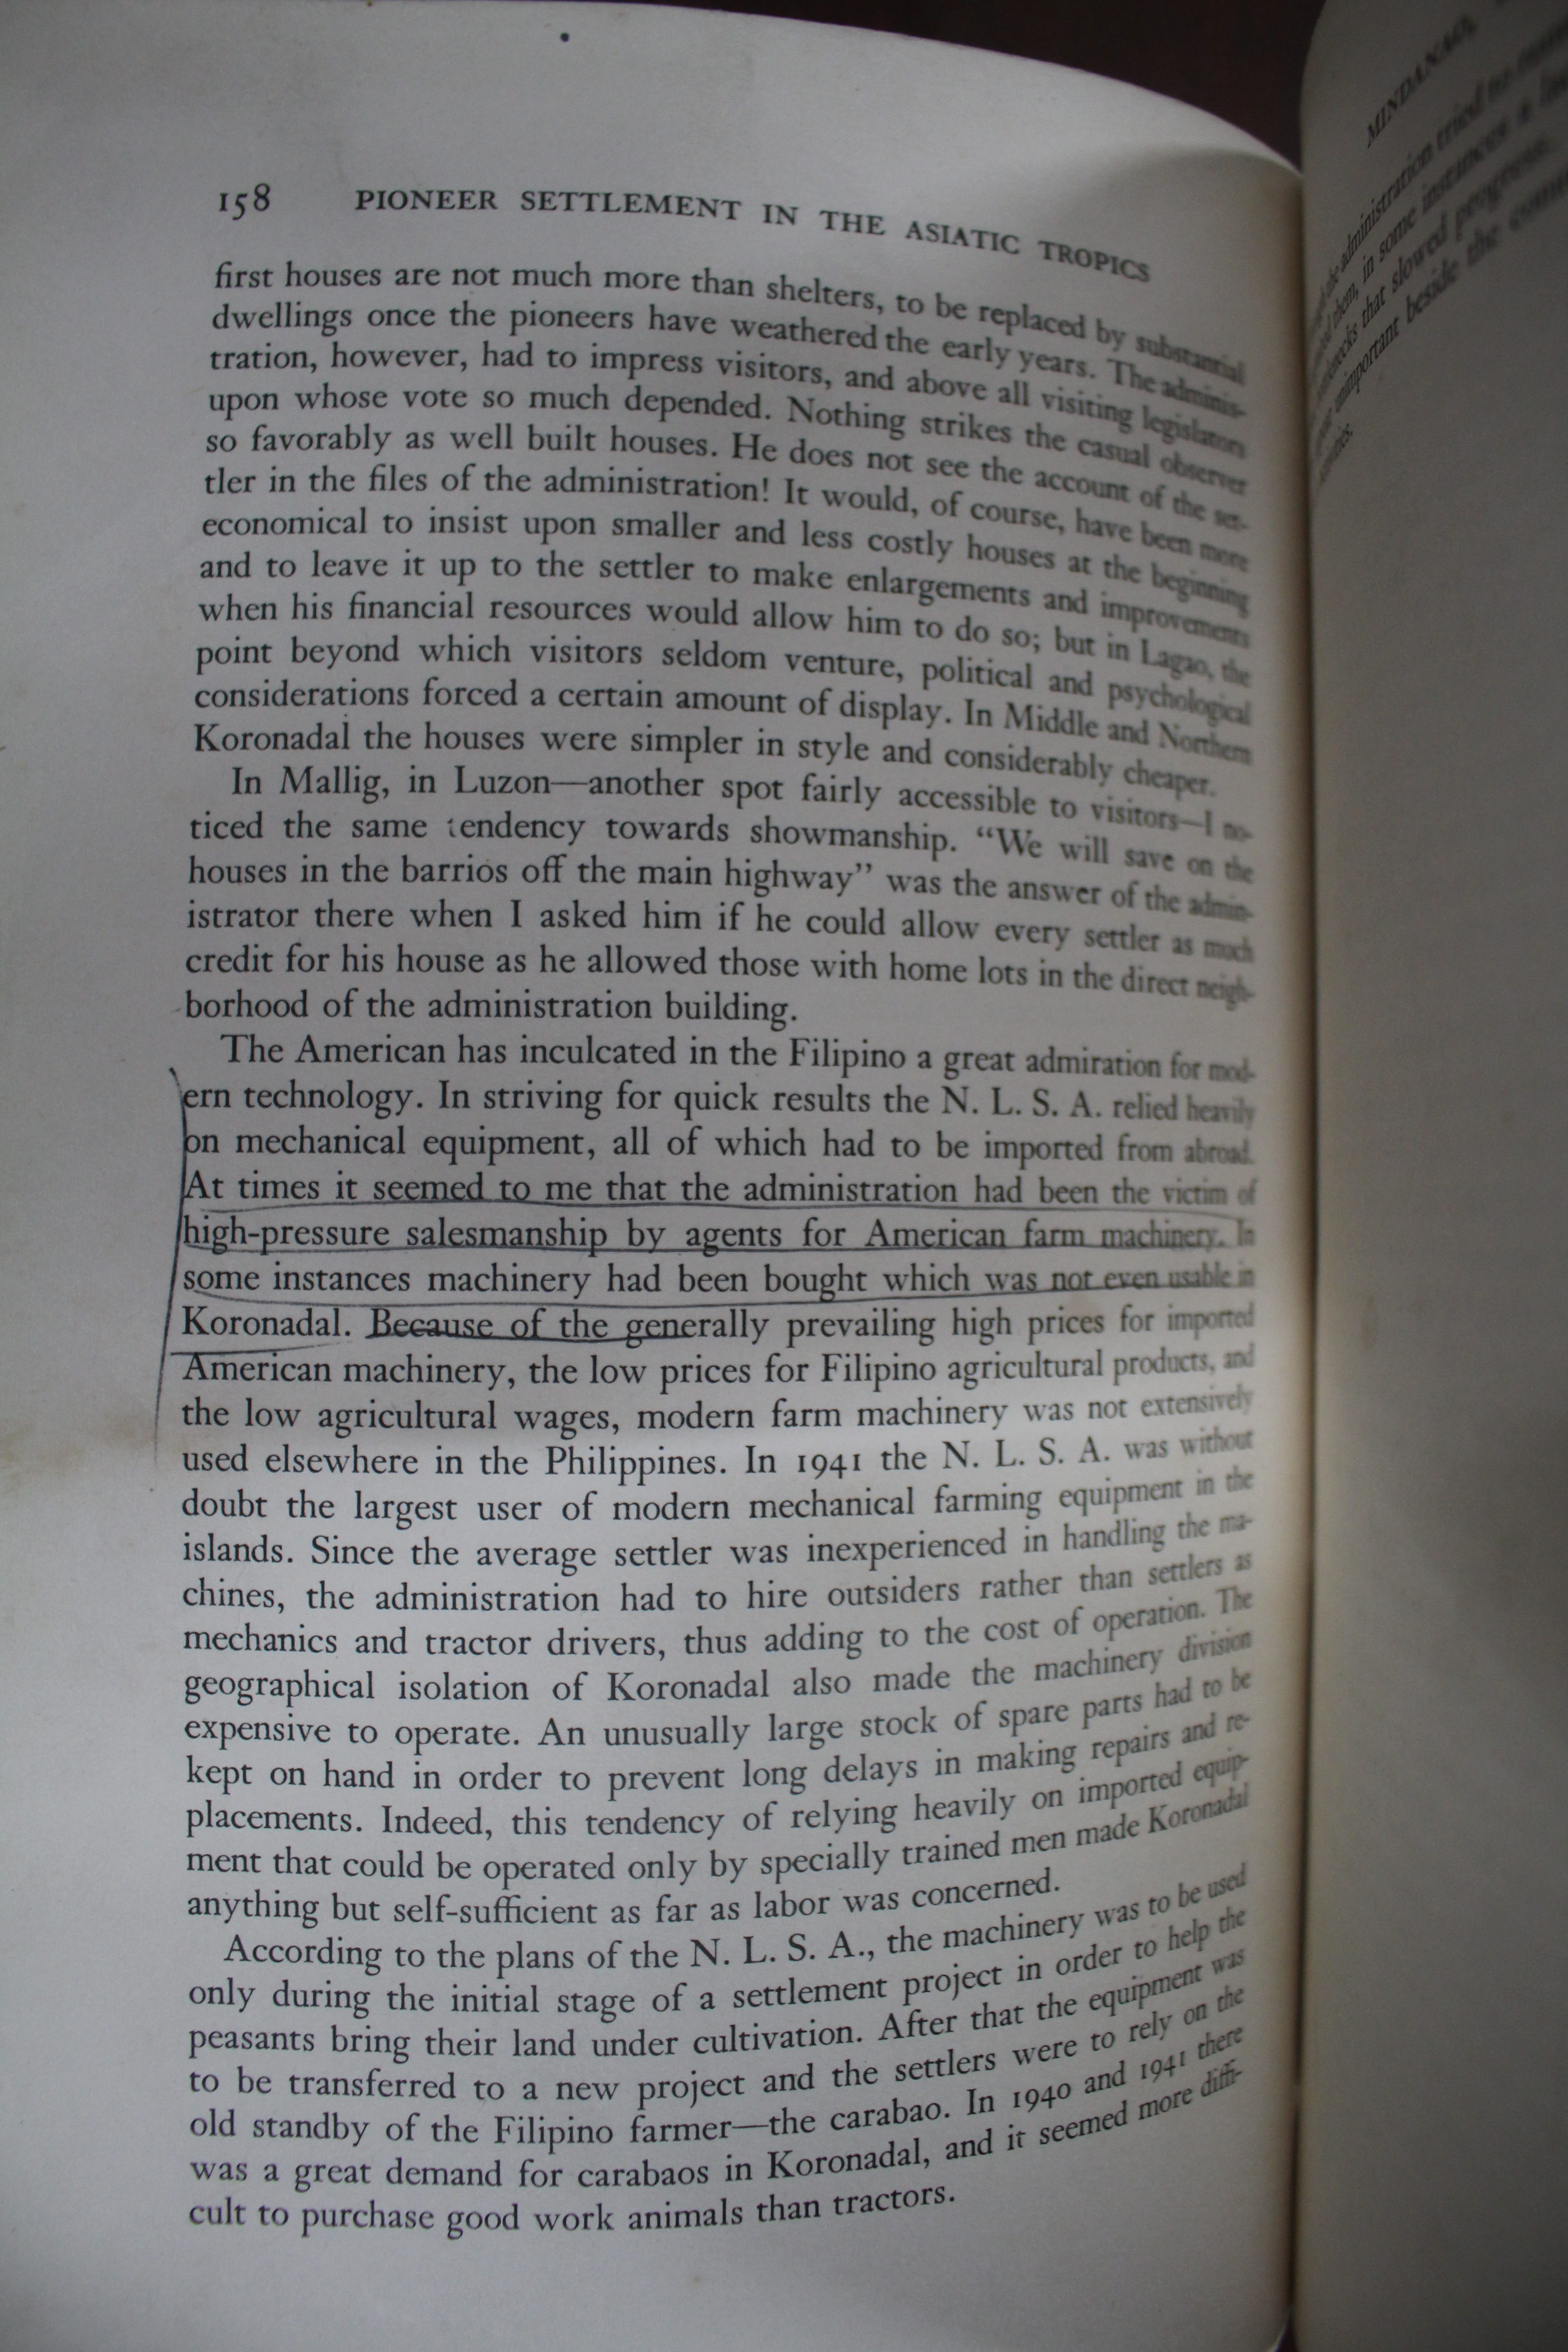 158 PIONEER SETTLEMENT IN THE ASIATIC TROPICS
first houses are not much more than shelters, to be replaced by substantial
dwellings once the pioneers have weathered the early years. The adminis-
tration, however, had to impress visitors, and above all visiting legislators
upon whose vote so much depended. Nothing strikes the casual observer
so favorably as well built houses. He does not see the account of the set-
tler in the files of the administration! It would, of course, have been more
economical to insist upon smaller and less costly houses at the beginning
and to leave it up to the settler to make enlargements and improvements
when his financial resources would allow him to do so; but in Lagao, the
point beyond which visitors seldom venture, political and psychological
considerations forced a certain amount of display. In Middle and Northern
Koronadal the houses were simpler in style and considerably cheaper.
In Mallig, in Luzon—another spot fairly accessible to visitors—I no-
ticed the same tendency towards showmanship. “We will save on the
houses in the barrios off the main highway” was the answer of the admin-
istrator there when I asked him if he could allow every settler as much
credit for his house as he allowed those with home lots in the direct neigh-
borhood of the administration building.
The American has inculcated in the Filipino a great admiration for mod-
ern technology. In striving for quick results the N. L. S. A. relied heavily
on mechanical equipment, all of which had to be imported from abroad.
At times it seemed to me that the administration had been the victim of
high-pressure salesmanship by agents for American farm machinery. In
some instances machinery had been bought which was not even usable in
Koronadal. Because of the generally prevailing high prices for imported
American machinery, the low prices for Filipino agricultural products, and
the low agricultural wages, modern farm machinery was not extensively
used elsewhere in the Philippines. In 1941 the N. L. S. A. was without
doubt the largest user of modern mechanical farming equipment in the
islands. Since the average settler was inexperienced in handling the ma-
chines, the administration had to hire outsiders rather than settlers as
mechanics and tractor drivers, thus adding to the cost of operation. The
geographical isolation of Koronadal also made the machinery division
expensive to operate. An unusually large stock of spare parts had to be
kept on hand in order to prevent long delays in making repairs and re-
placements. Indeed, this tendency of relying heavily on imported equip-
ment that could be operated only by specially trained men made Koronadal
anything but self-sufficient as far as labor was concerned.
According to the plans of the N. L. S. A., the machinery was to be used
only during the initial stage of a settlement project in order to help the
peasants bring their land under cultivation. After that the equipment was
to be transferred to a new project and the settlers were to rely on the
old standby of the Filipino farmer—the carabao. In 1940 and 1941 there
was a great demand for carabaos in Koronadal, and it seemed more diffi-
cult to purchase good work animals than tractors.
MINDANAO,
the administration tried to
them, in some instances a
that slowed progress.
unimportant beside the